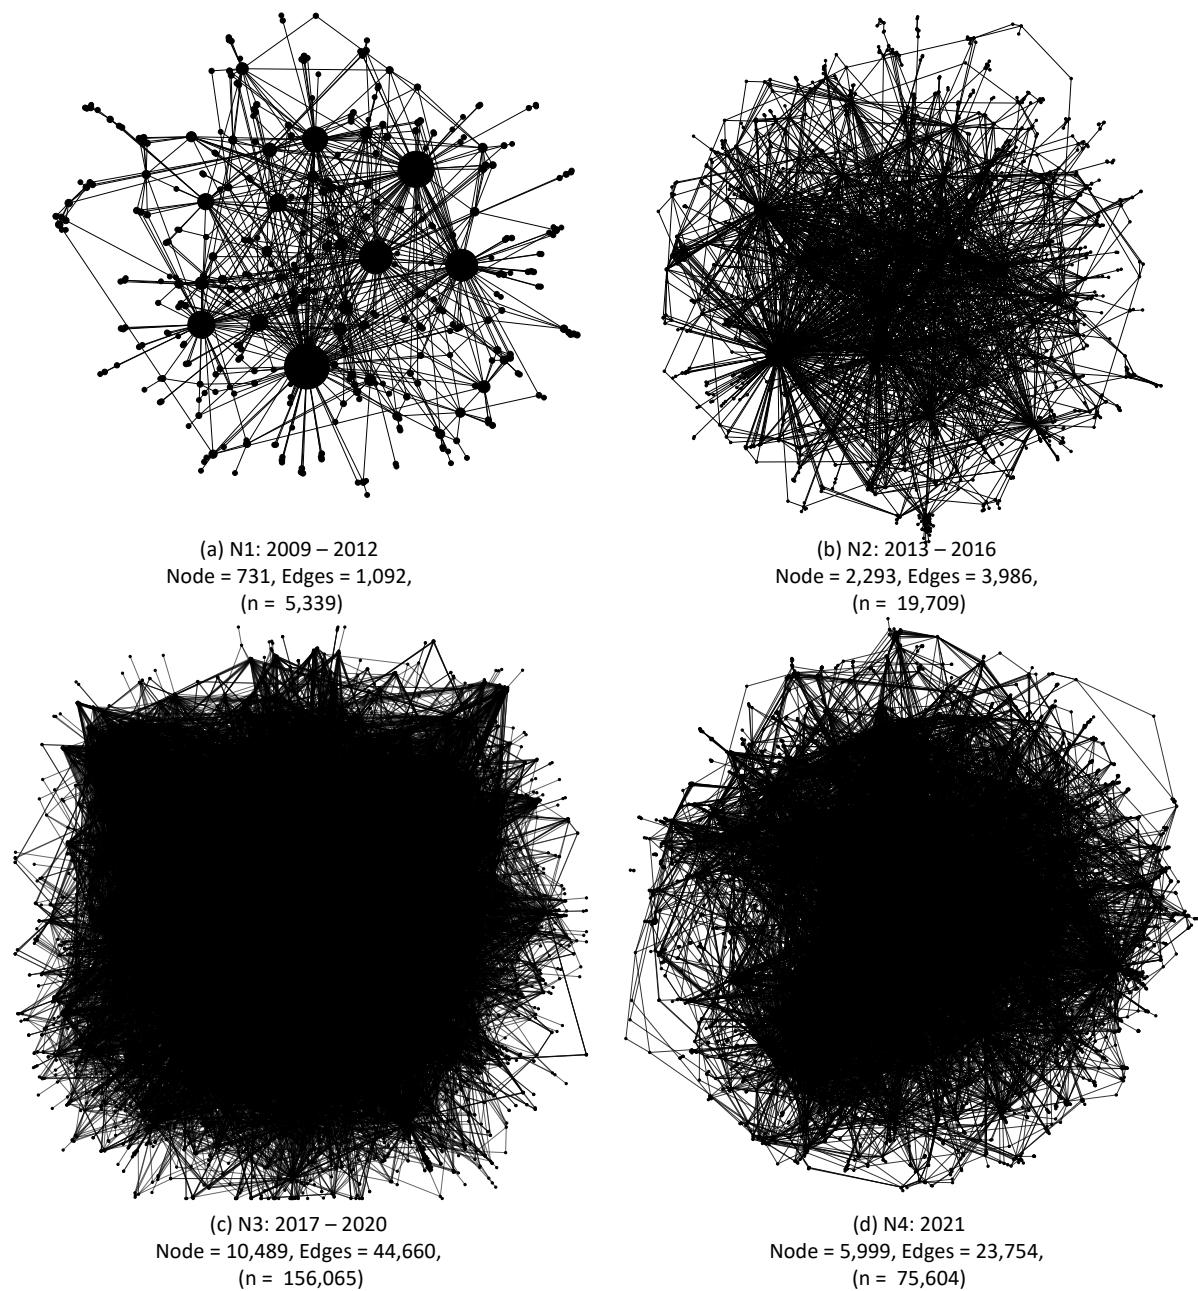 (a) N1: 2009 – 2012
Node = 731, Edges = 1,092,
(n =  5,339)
(b) N2: 2013 – 2016
Node = 2,293, Edges = 3,986,
(n =  19,709)
(c) N3: 2017 – 2020
Node = 10,489, Edges = 44,660,
(n =  156,065)
(d) N4: 2021
Node = 5,999, Edges = 23,754,
(n =  75,604)